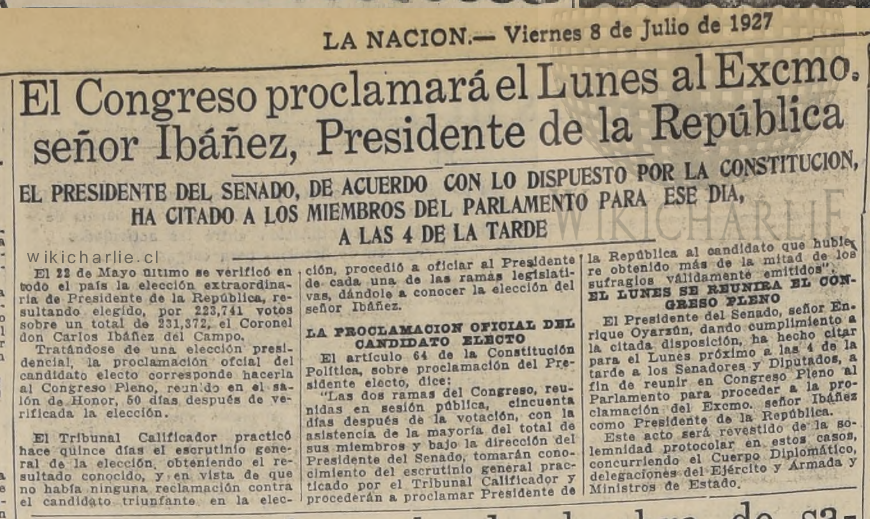 LA NACION.— Viernes 8 de Julio de 1927
El Congreso proclamará el Lunes al Excmo.
señor Ibáñez, Presidente de la República
EL PRESIDENTE DEL SENADO, DE ACUERDO CON LO DISPUESTO POR LA CONSTITUCION,
HA CITADO A LOS MIEMBROS DEL PARLAMENTO PARA ESE DIA,
A LAS 4 DE LA TARDE
WIKICHARLIE
wikicharlie.cl
El 22 de Mayo último se verificó en
todo el país la elección extraordina-
ria de Presidente de la República, re-
sultando elegido, por 223,741 votos
sobre un total de 231,372, el Coronel
don Carlos Ibáñez del Campo.
Tratándose de una elección presi-
dencial, la proclamación oficial del
candidato electo corresponde hacerla
al Congreso Pleno, reunido en el sa-
lón de Honor, 50 días después de ve-
rificada la elección.
El Tribunal Calificador practicó
hace quince días el escrutinio gene-
ral de la elección, obteniendo el re-
sultado conocido, y en vista de que
no había ninguna reclamación contra
el candidato triunfante en la elec-
ción, procedió a oficiar al Presidente
de cada una de las ramas legislati-
vas, dándole a conocer la elección del
señor Ibáñez.
LA PROCLAMACION OFICIAL DEL
CANDIDATO ELECTO
El artículo 64 de la Constitución
Política, sobre proclamación del Pre-
sidente electo, dice:
"Las dos ramas del Congreso, reu-
nidas en sesión pública, cincuenta
días después de la votación, con la
asistencia de la mayoría del total de
sus miembros y bajo la dirección del
Presidente del Senado, tomarán cono-
cimiento del escrutinio general prac-
ticado por el Tribunal Calificador y
procederán a proclamar Presidente de
la República al candidato que hubie-
re obtenido más de la mitad de los
sufragios válidamente emitidos".
EL LUNES SE REUNIRA EL CON-
GRESO PLENO
El Presidente del Senado, señor En-
rique Oyarzún, dando cumplimiento a
la citada disposición, ha hecho citar
para el Lunes próximo a las 4 de la
tarde a los Senadores y Diputados, a
fin de reunir en Congreso Pleno al
Parlamento para proceder a la pro-
clamación del Excmo. señor Ibáñez
como Presidente de la República.
Este acto será revestido de la so-
lemnidad protocolar en estos casos,
concurriendo el Cuerpo Diplomático,
delegaciones del Ejército y Armada y
Ministros de Estado.